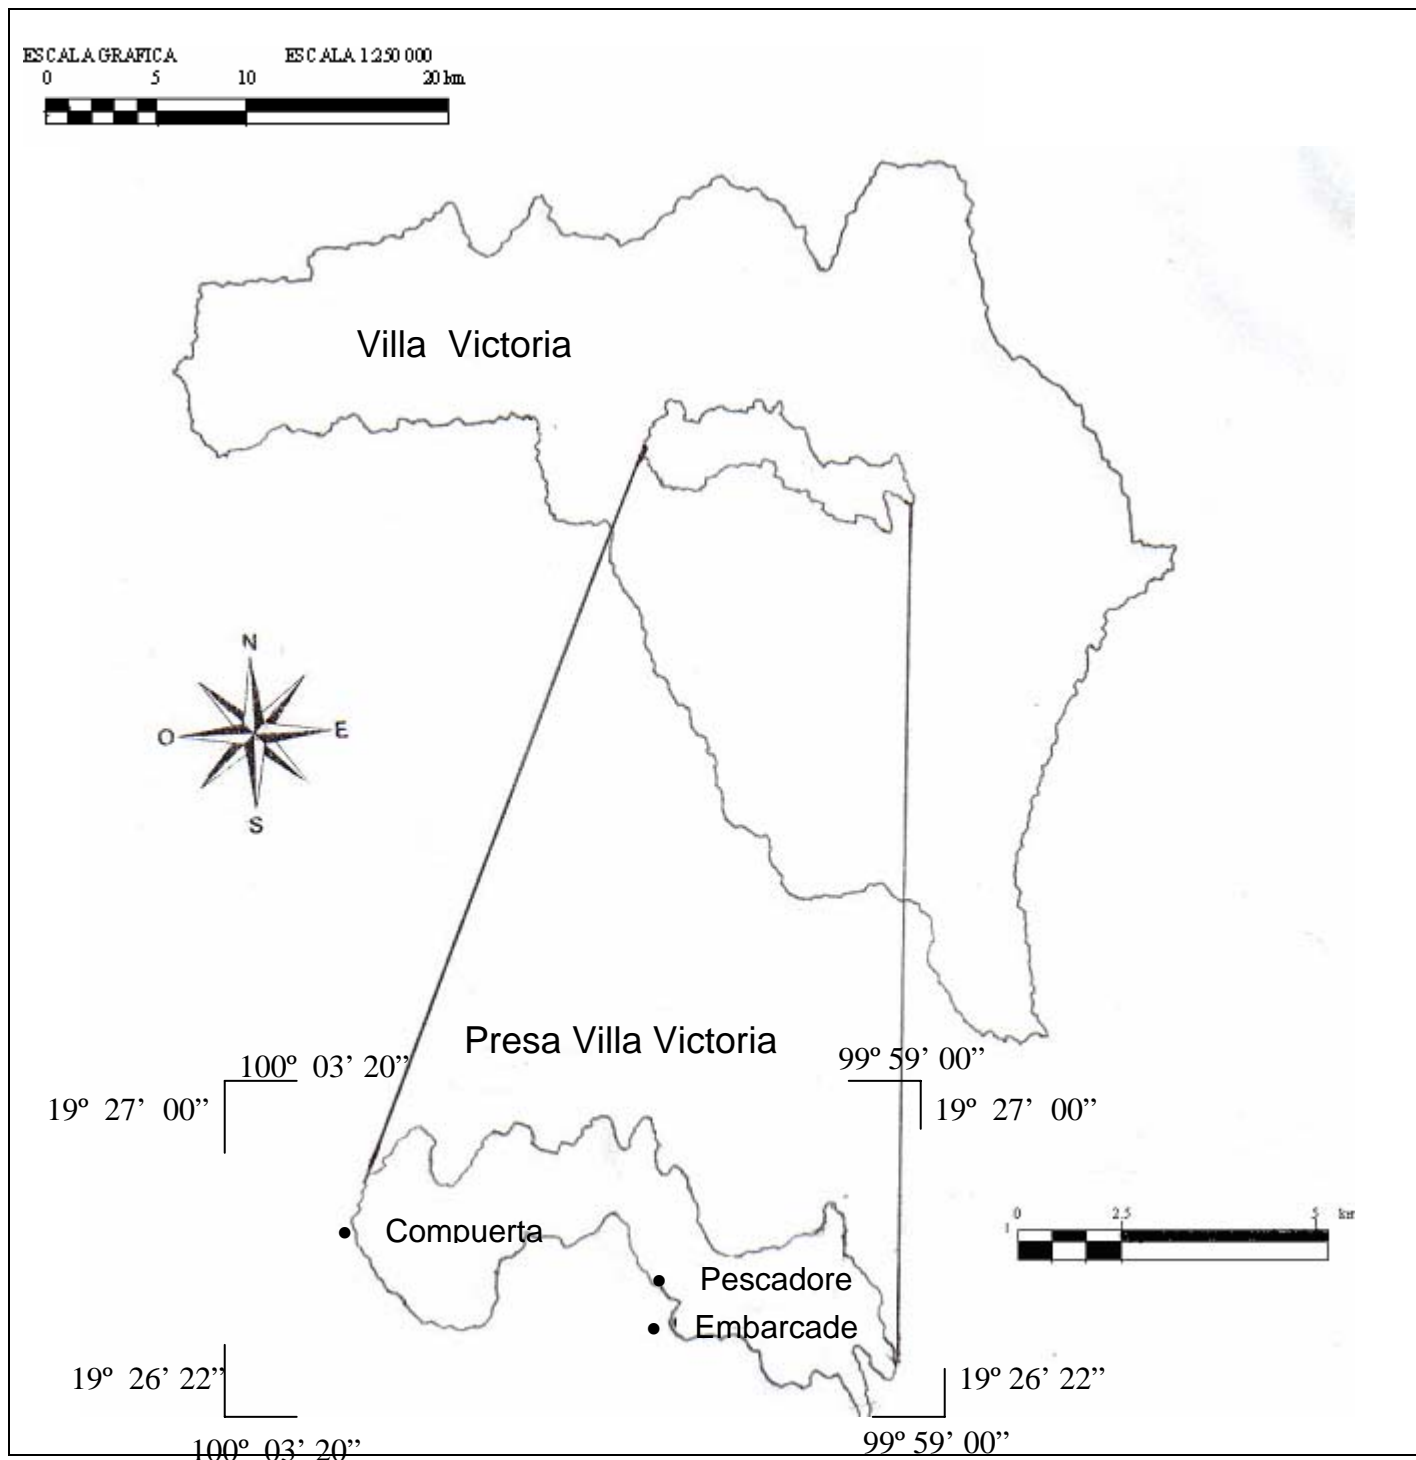 ESCALA GRAFICA ESCALA 1:250 000
0 5 10 20 km
Villa Victoria
N
O E
S
Presa Villa Victoria
100º 03’ 20” 99º 59’ 00”
19º 27’ 00” 19º 27’ 00”
0 2.5 5 km
1
Compuerta
Pescadore
Embarcade
19º 26’ 22” 19º 26’ 22”
100º 03’ 20” 99º 59’ 00”